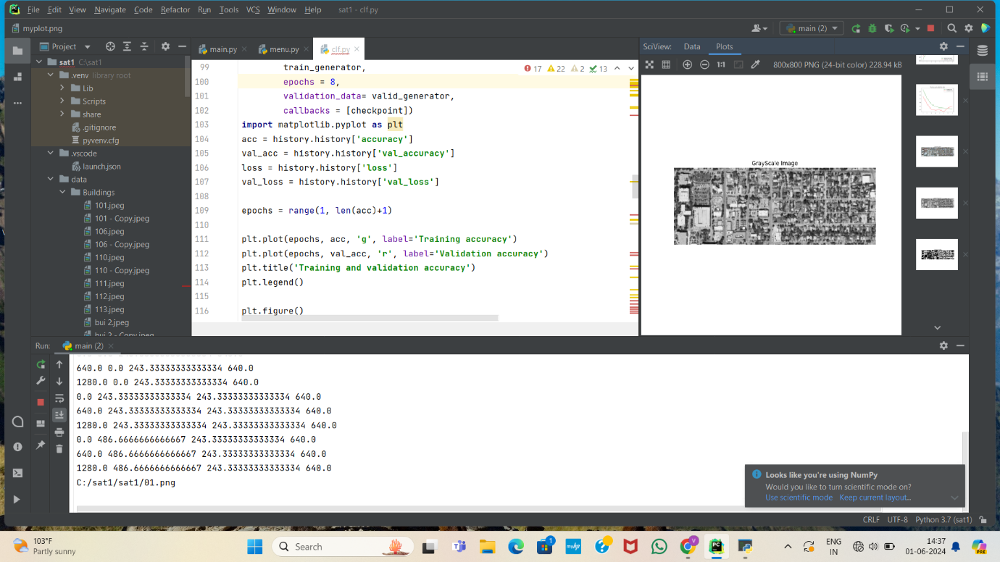 File Edit View Navigate Code Refactor Run Tools VCS Window Help sat1 - clf.py
myplot.png
main (2)
Project
main.py
menu.py
clf.py
SciView: Data Plots
sat1 C:\sat1
.venv library root
Lib
Scripts
share
.gitignore
pyvenv.cfg
.vscode
launch.json
data
Buildings
101.jpeg
101 - Copy.jpeg
106.jpeg
106 - Copy.jpeg
110.jpeg
110 - Copy.jpeg
111.jpeg
112.jpeg
113.jpeg
bui 2.jpeg
bui 2 - Copy.jpeg
17 22 2 13
99 train_generator,
100 epochs = 8,
101 validation_data= valid_generator,
102 callbacks = [checkpoint])
103 import matplotlib.pyplot as plt
104 acc = history.history['accuracy']
105 val_acc = history.history['val_accuracy']
106 loss = history.history['loss']
107 val_loss = history.history['val_loss']
108
109 epochs = range(1, len(acc)+1)
110
111 plt.plot(epochs, acc, 'g', label='Training accuracy')
112 plt.plot(epochs, val_acc, 'r', label='Validation accuracy')
113 plt.title('Training and validation accuracy')
114 plt.legend()
115
116 plt.figure()
1:1 800x800 PNG (24-bit color) 228.94 kB
GrayScale Image
Run: main (2)
640.0 0.0 243.33333333333334 640.0
1280.0 0.0 243.33333333333334 640.0
0.0 243.33333333333334 243.33333333333334 640.0
640.0 243.33333333333334 243.33333333333334 640.0
1280.0 243.33333333333334 243.33333333333334 640.0
0.0 486.6666666666667 243.33333333333334 640.0
640.0 486.6666666666667 243.33333333333334 640.0
1280.0 486.6666666666667 243.33333333333334 640.0
C:/sat1/sat1/01.png
Looks like you're using NumPy
Would you like to turn scientific mode on?
Use scientific mode Keep current layout...
CRLF UTF-8 Python 3.7 (sat1)
103°F
Partly sunny
Search
1
myhp
V
PC
ENG
IN
14:37
01-06-2024
PRE